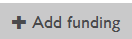 + Add funding